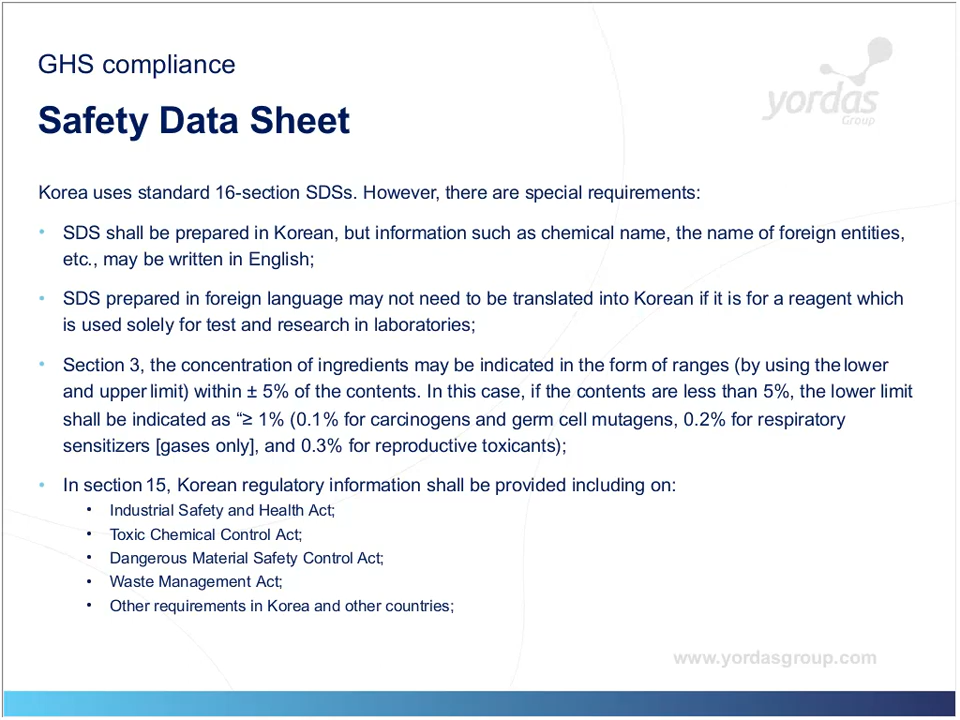 GHS compliance
yordas
Group
Safety Data Sheet
Korea uses standard 16-section SDSs. However, there are special requirements:
• SDS shall be prepared in Korean, but information such as chemical name, the name of foreign entities,
etc., may be written in English;
• SDS prepared in foreign language may not need to be translated into Korean if it is for a reagent which
is used solely for test and research in laboratories;
• Section 3, the concentration of ingredients may be indicated in the form of ranges (by using the lower
and upper limit) within ± 5% of the contents. In this case, if the contents are less than 5%, the lower limit
shall be indicated as “≥ 1% (0.1% for carcinogens and germ cell mutagens, 0.2% for respiratory
sensitizers [gases only], and 0.3% for reproductive toxicants);
• In section 15, Korean regulatory information shall be provided including on:
• Industrial Safety and Health Act;
• Toxic Chemical Control Act;
• Dangerous Material Safety Control Act;
• Waste Management Act;
• Other requirements in Korea and other countries;
www.yordasgroup.com